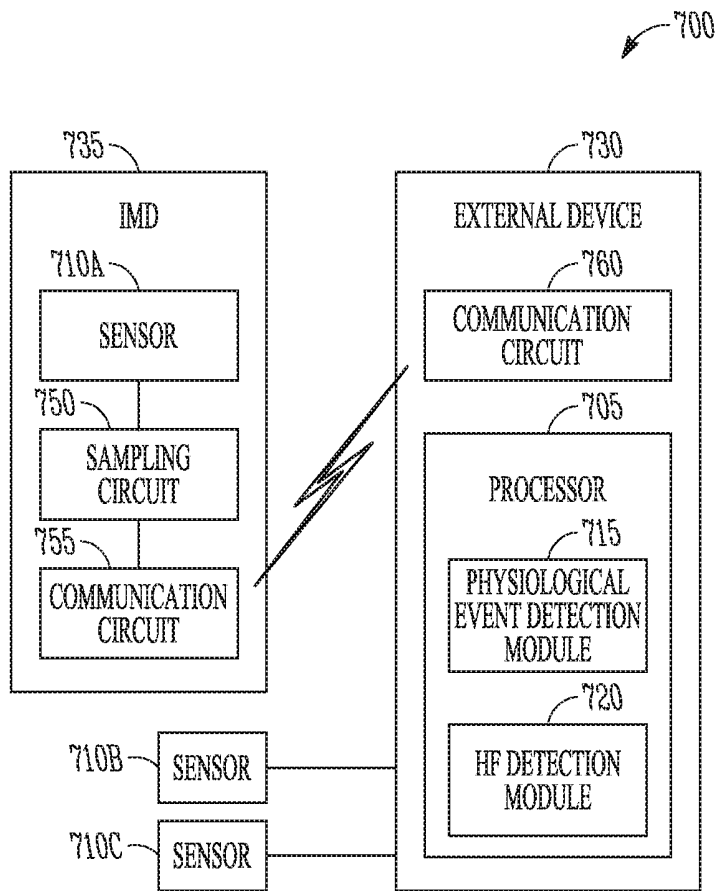 700
735
730
IMD
EXTERNAL DEVICE
710A
760
SENSOR
COMMUNICATION
CIRCUIT
750
705
SAMPLING
CIRCUIT
PROCESSOR
755
715
COMMUNICATION
CIRCUIT
PHYSIOLOGICAL
EVENT DETECTION
MODULE
720
710B
SENSOR
HF DETECTION
MODULE
710C
SENSOR